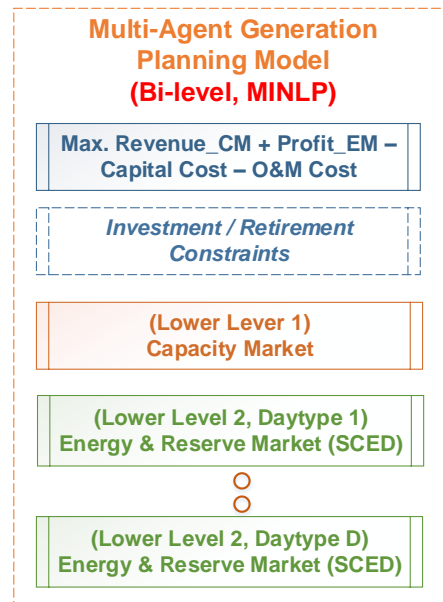 Multi-Agent Generation
Planning Model
(Bi-level, MINLP)
Max. Revenue_CM + Profit_EM –
Capital Cost – O&M Cost
Investment / Retirement
Constraints
(Lower Lever 1)
Capacity Market
(Lower Level 2, Daytype 1)
Energy & Reserve Market (SCED)
(Lower Level 2, Daytype D)
Energy & Reserve Market (SCED)